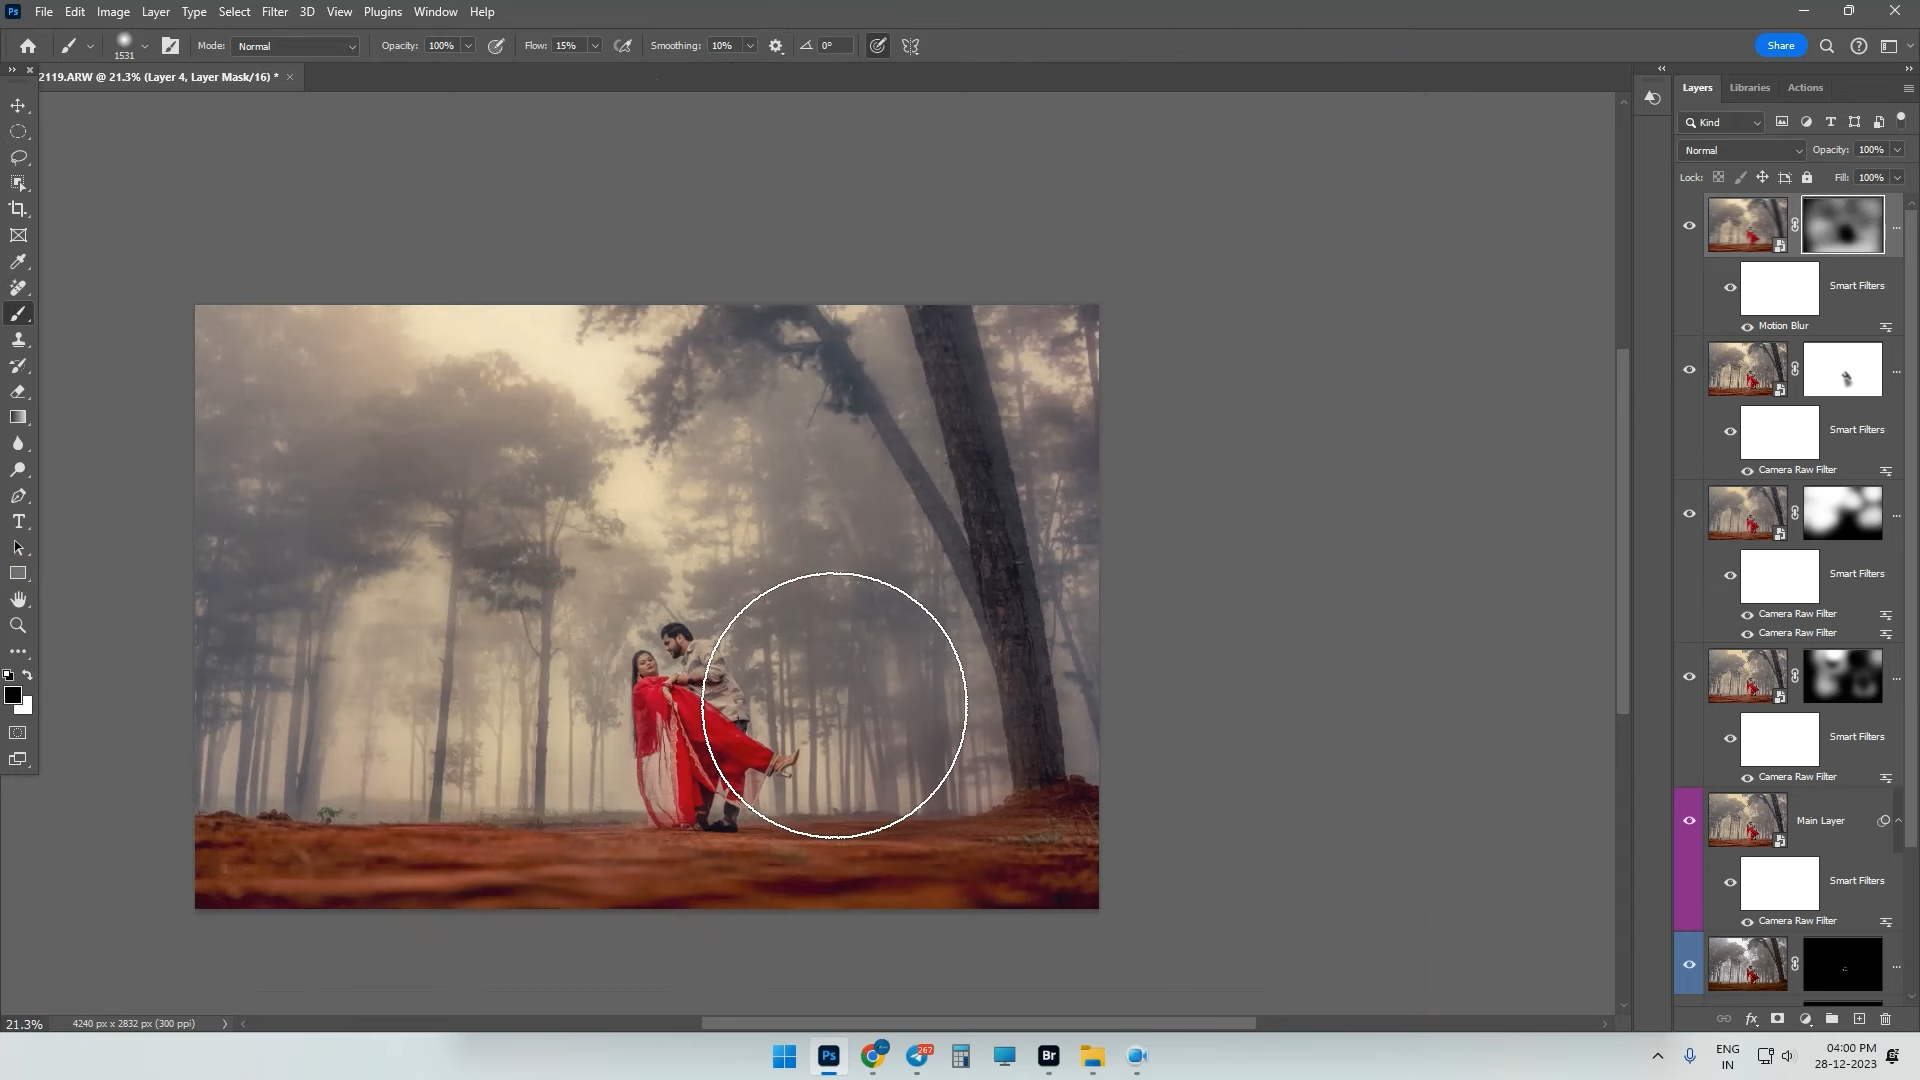 Ps File Edit Image Layer Type Select Filter 3D View Plugins Window Help
1531 Mode: Normal Opacity: 100% Flow: 15% Smoothing: 10% 0° Share
2119.ARW @ 21.3% (Layer 4, Layer Mask/16) * ×
Layers Libraries Actions
Kind
Normal Opacity: 100%
Lock: Fill: 100%
Smart Filters
Motion Blur
Smart Filters
Camera Raw Filter
Smart Filters
Camera Raw Filter
Camera Raw Filter
Smart Filters
Camera Raw Filter
Main Layer
Smart Filters
Camera Raw Filter
21.3% 4240 px x 2832 px (300 ppi)
Ps 267 Br
ENG
IN
04:00 PM
28-12-2023